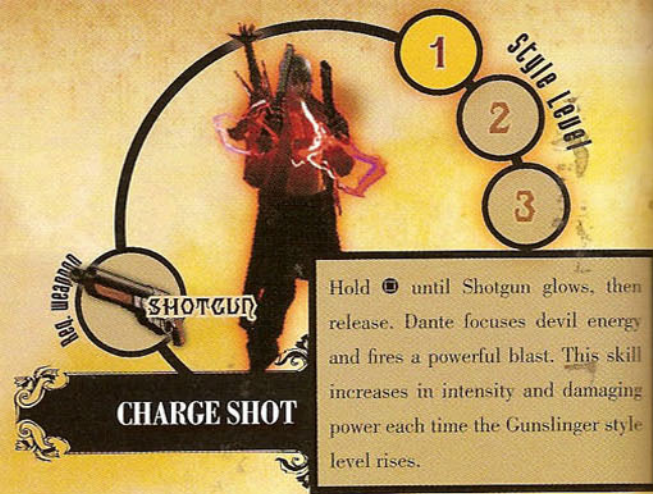 1
Style Level
2
3
Req. Weapon
SHOTGUN
CHARGE SHOT
Hold until Shotgun glows, then
release. Dante focuses devil energy
and fires a powerful blast. This skill
increases in intensity and damaging
power each time the Gunslinger style
level rises.